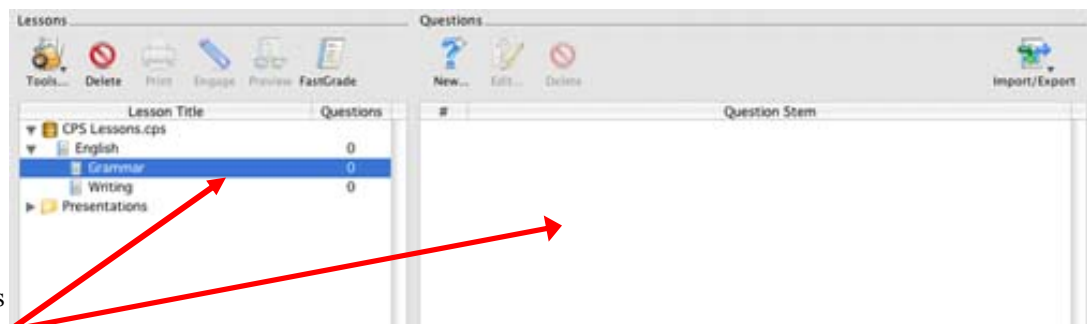 Lessons
Questions
Tools... Delete Print Engage Preview FastGrade
New... Edit... Delete Import/Export
Lesson Title Questions
# Question Stem
CPS Lessons.cps
English 0
Grammar 0
Writing 0
Presentations
s